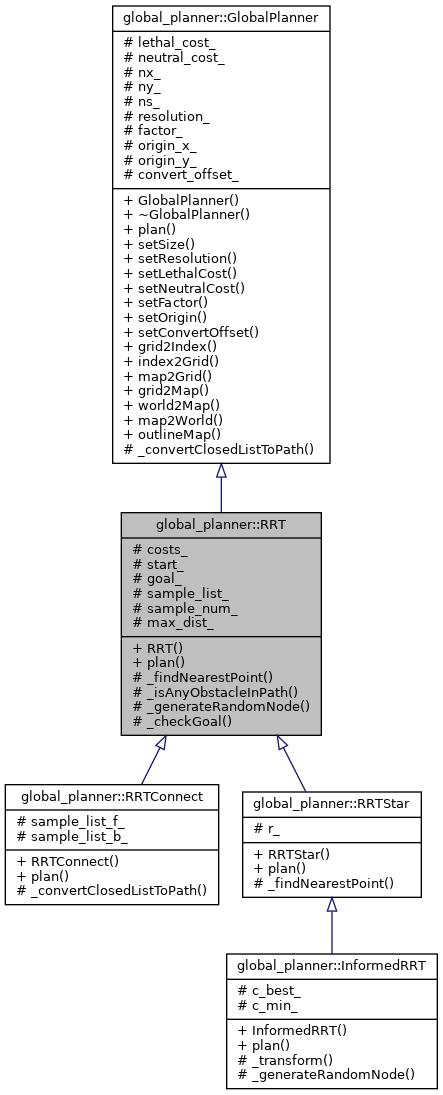 global_planner::GlobalPlanner
# lethal_cost_
# neutral_cost_
# nx_
# ny_
# ns_
# resolution_
# factor_
# origin_x_
# origin_y_
# convert_offset_
+ GlobalPlanner()
+ ~GlobalPlanner()
+ plan()
+ setSize()
+ setResolution()
+ setLethalCost()
+ setNeutralCost()
+ setFactor()
+ setOrigin()
+ setConvertOffset()
+ grid2Index()
+ index2Grid()
+ map2Grid()
+ grid2Map()
+ world2Map()
+ map2World()
+ outlineMap()
# _convertClosedListToPath()
global_planner::RRT
# costs_
# start_
# goal_
# sample_list_
# sample_num_
# max_dist_
+ RRT()
+ plan()
# _findNearestPoint()
# _isAnyObstacleInPath()
# _generateRandomNode()
# _checkGoal()
global_planner::RRTConnect
# sample_list_f_
# sample_list_b_
+ RRTConnect()
+ plan()
# _convertClosedListToPath()
global_planner::RRTStar
# r_
+ RRTStar()
+ plan()
# _findNearestPoint()
global_planner::InformedRRT
# c_best_
# c_min_
+ InformedRRT()
+ plan()
# _transform()
# _generateRandomNode()